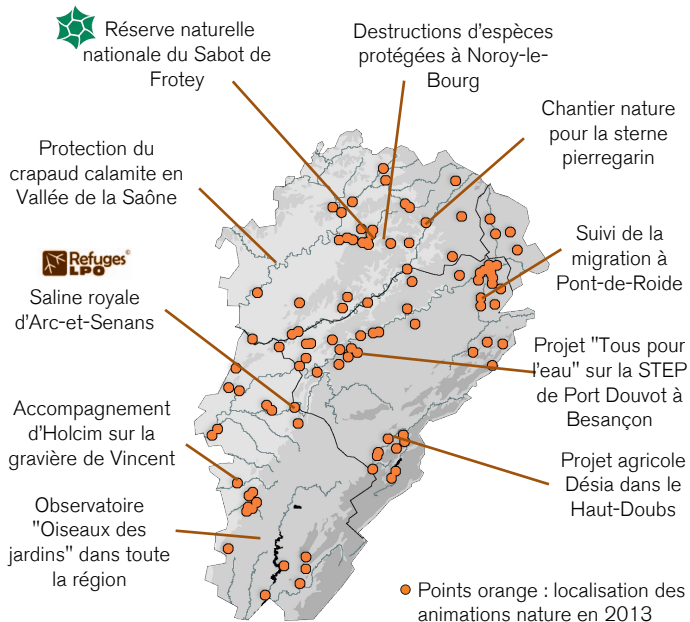 Réserve naturelle
nationale du Sabot de
Frotey
Destructions d'espèces
protégées à Noroy-le-
Bourg
Chantier nature
pour la sterne
pierregarin
Protection du
crapaud calamite en
Vallée de la Saône
Refuges
LPO
Saline royale
d'Arc-et-Senans
Suivi de la
migration à
Pont-de-Roide
Projet "Tous pour
l'eau" sur la STEP
de Port Douvot à
Besançon
Accompagnement
d'Holcim sur la
gravière de Vincent
Projet agricole
Désia dans le
Haut-Doubs
Observatoire
"Oiseaux des
jardins" dans toute
la région
Points orange : localisation des
animations nature en 2013